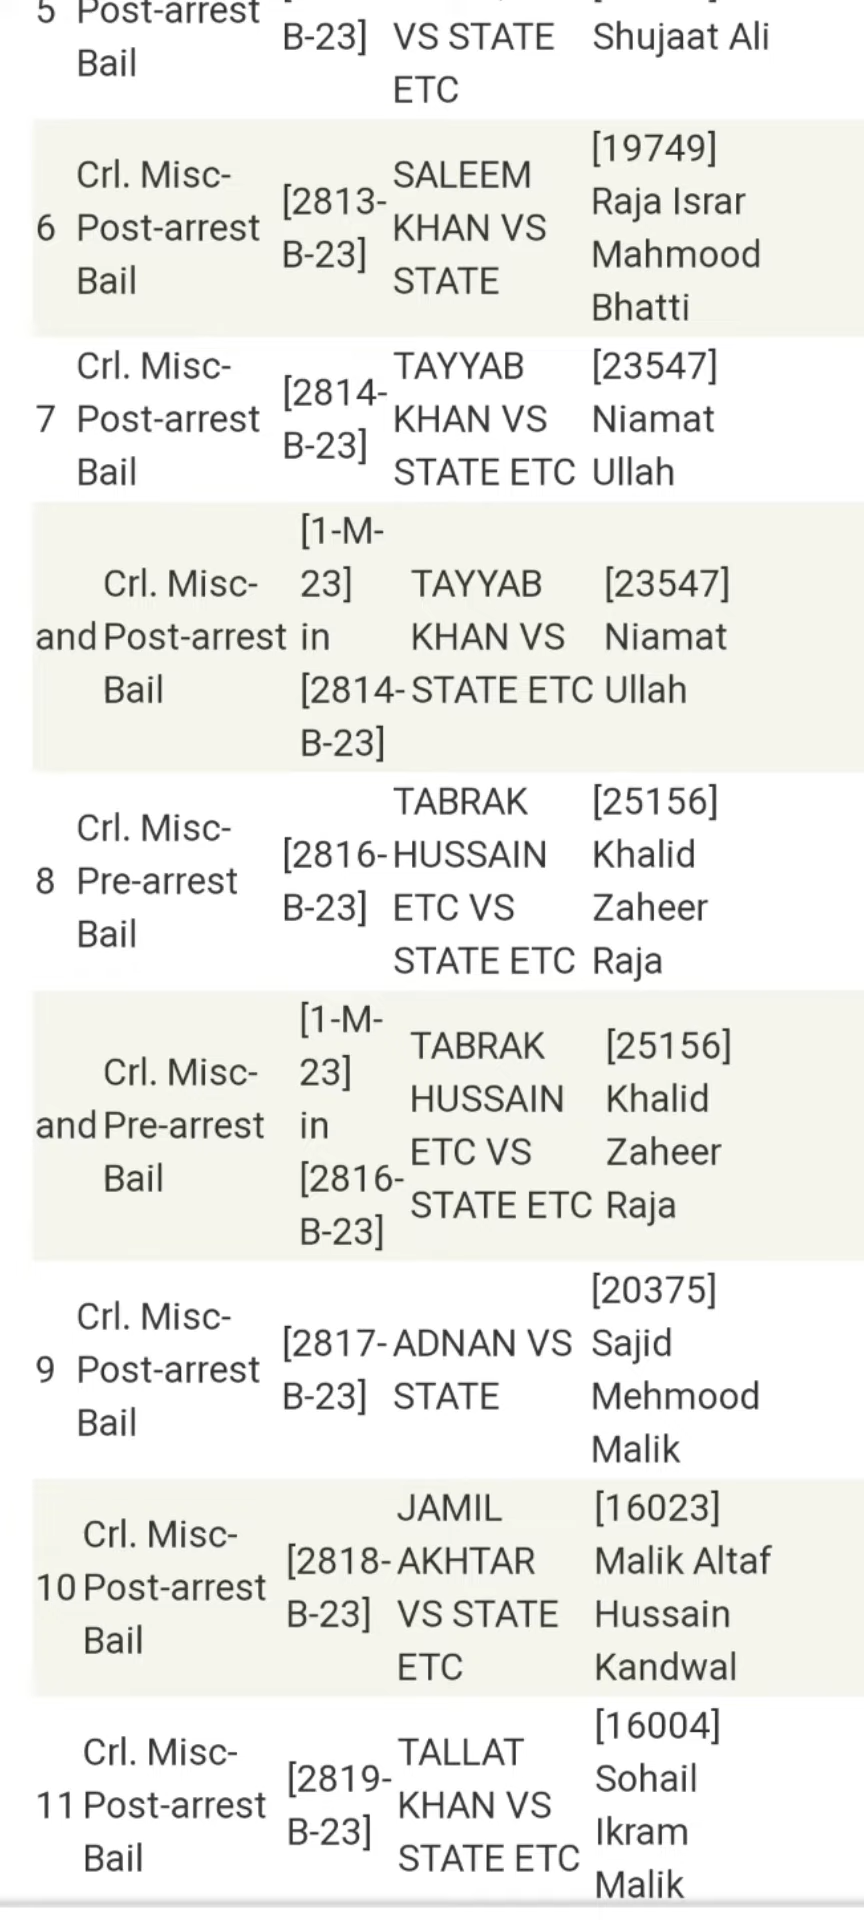 5 Post-arrest Bail
B-23]
VS STATE ETC
Shujaat Ali
6
Crl. Misc-
Post-arrest
Bail
[2813-
B-23]
SALEEM
KHAN VS
STATE
[19749]
Raja Israr
Mahmood
Bhatti
7
Crl. Misc-
Post-arrest
Bail
[2814-
B-23]
TAYYAB
KHAN VS
STATE ETC
[23547]
Niamat
Ullah
and
Crl. Misc-
Post-arrest
Bail
[1-M-
23]
in
[2814-
B-23]
TAYYAB
KHAN VS
STATE ETC
[23547]
Niamat
Ullah
8
Crl. Misc-
Pre-arrest
Bail
[2816-
B-23]
TABRAK
HUSSAIN
ETC VS
STATE ETC
[25156]
Khalid
Zaheer
Raja
and
Crl. Misc-
Pre-arrest
Bail
[1-M-
23]
in
[2816-
B-23]
TABRAK
HUSSAIN
ETC VS
STATE ETC
[25156]
Khalid
Zaheer
Raja
9
Crl. Misc-
Post-arrest
Bail
[2817-
B-23]
ADNAN VS
STATE
[20375]
Sajid
Mehmood
Malik
10
Crl. Misc-
Post-arrest
Bail
[2818-
B-23]
JAMIL
AKHTAR
VS STATE
ETC
[16023]
Malik Altaf
Hussain
Kandwal
11
Crl. Misc-
Post-arrest
Bail
[2819-
B-23]
TALLAT
KHAN VS
STATE ETC
[16004]
Sohail
Ikram
Malik